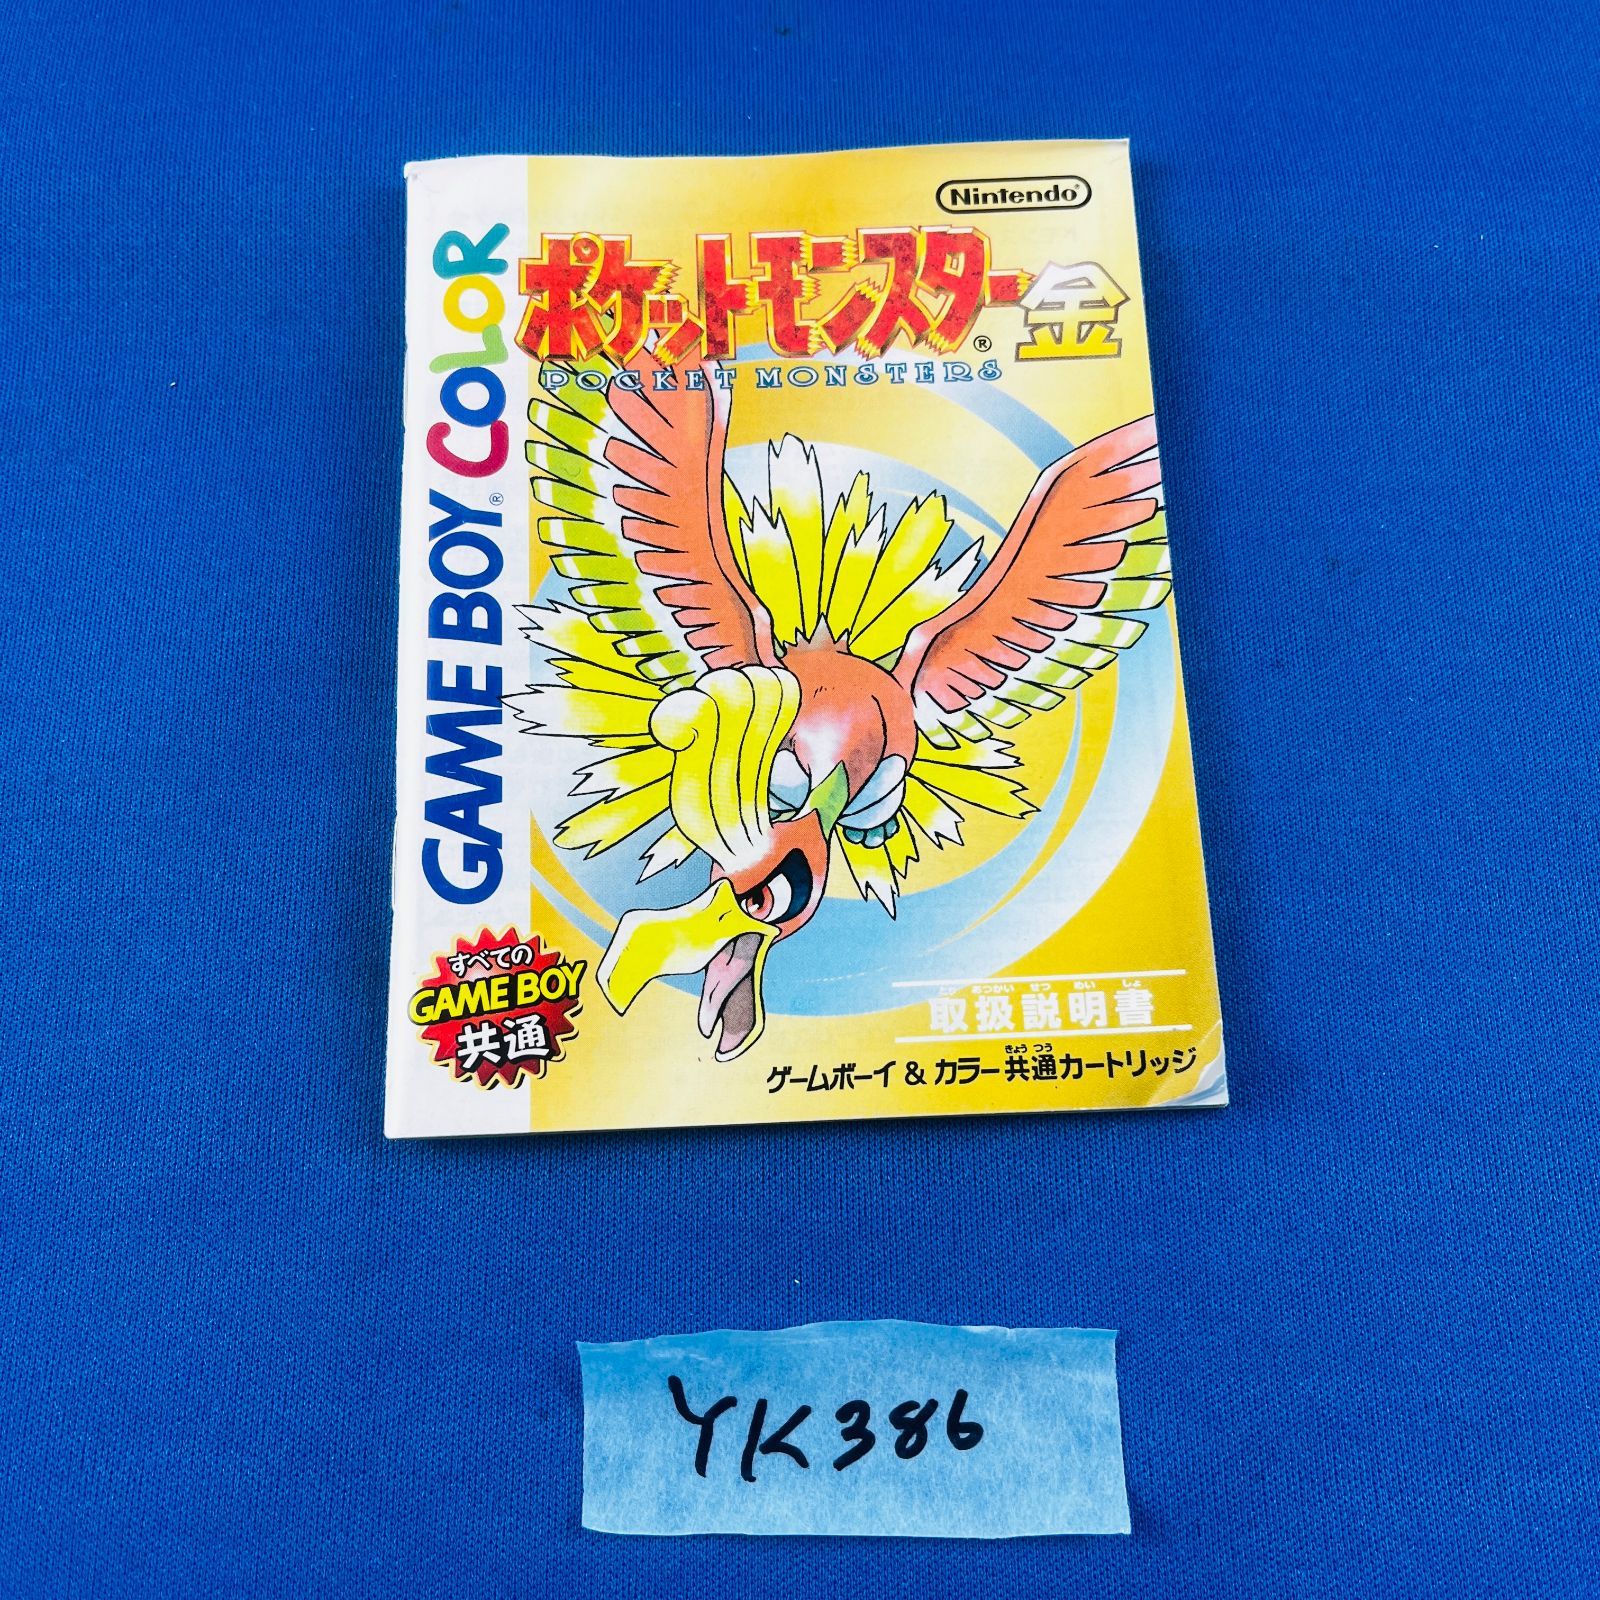 Nintendo®
ポケットモンスター®金
POCKET MONSTERS
GAME BOY® COLOR
すべての
GAME BOY
共通
とり あつかい せつ めい しょ
取扱説明書
きょう つう
ゲームボーイ & カラー共通カートリッジ
YK386